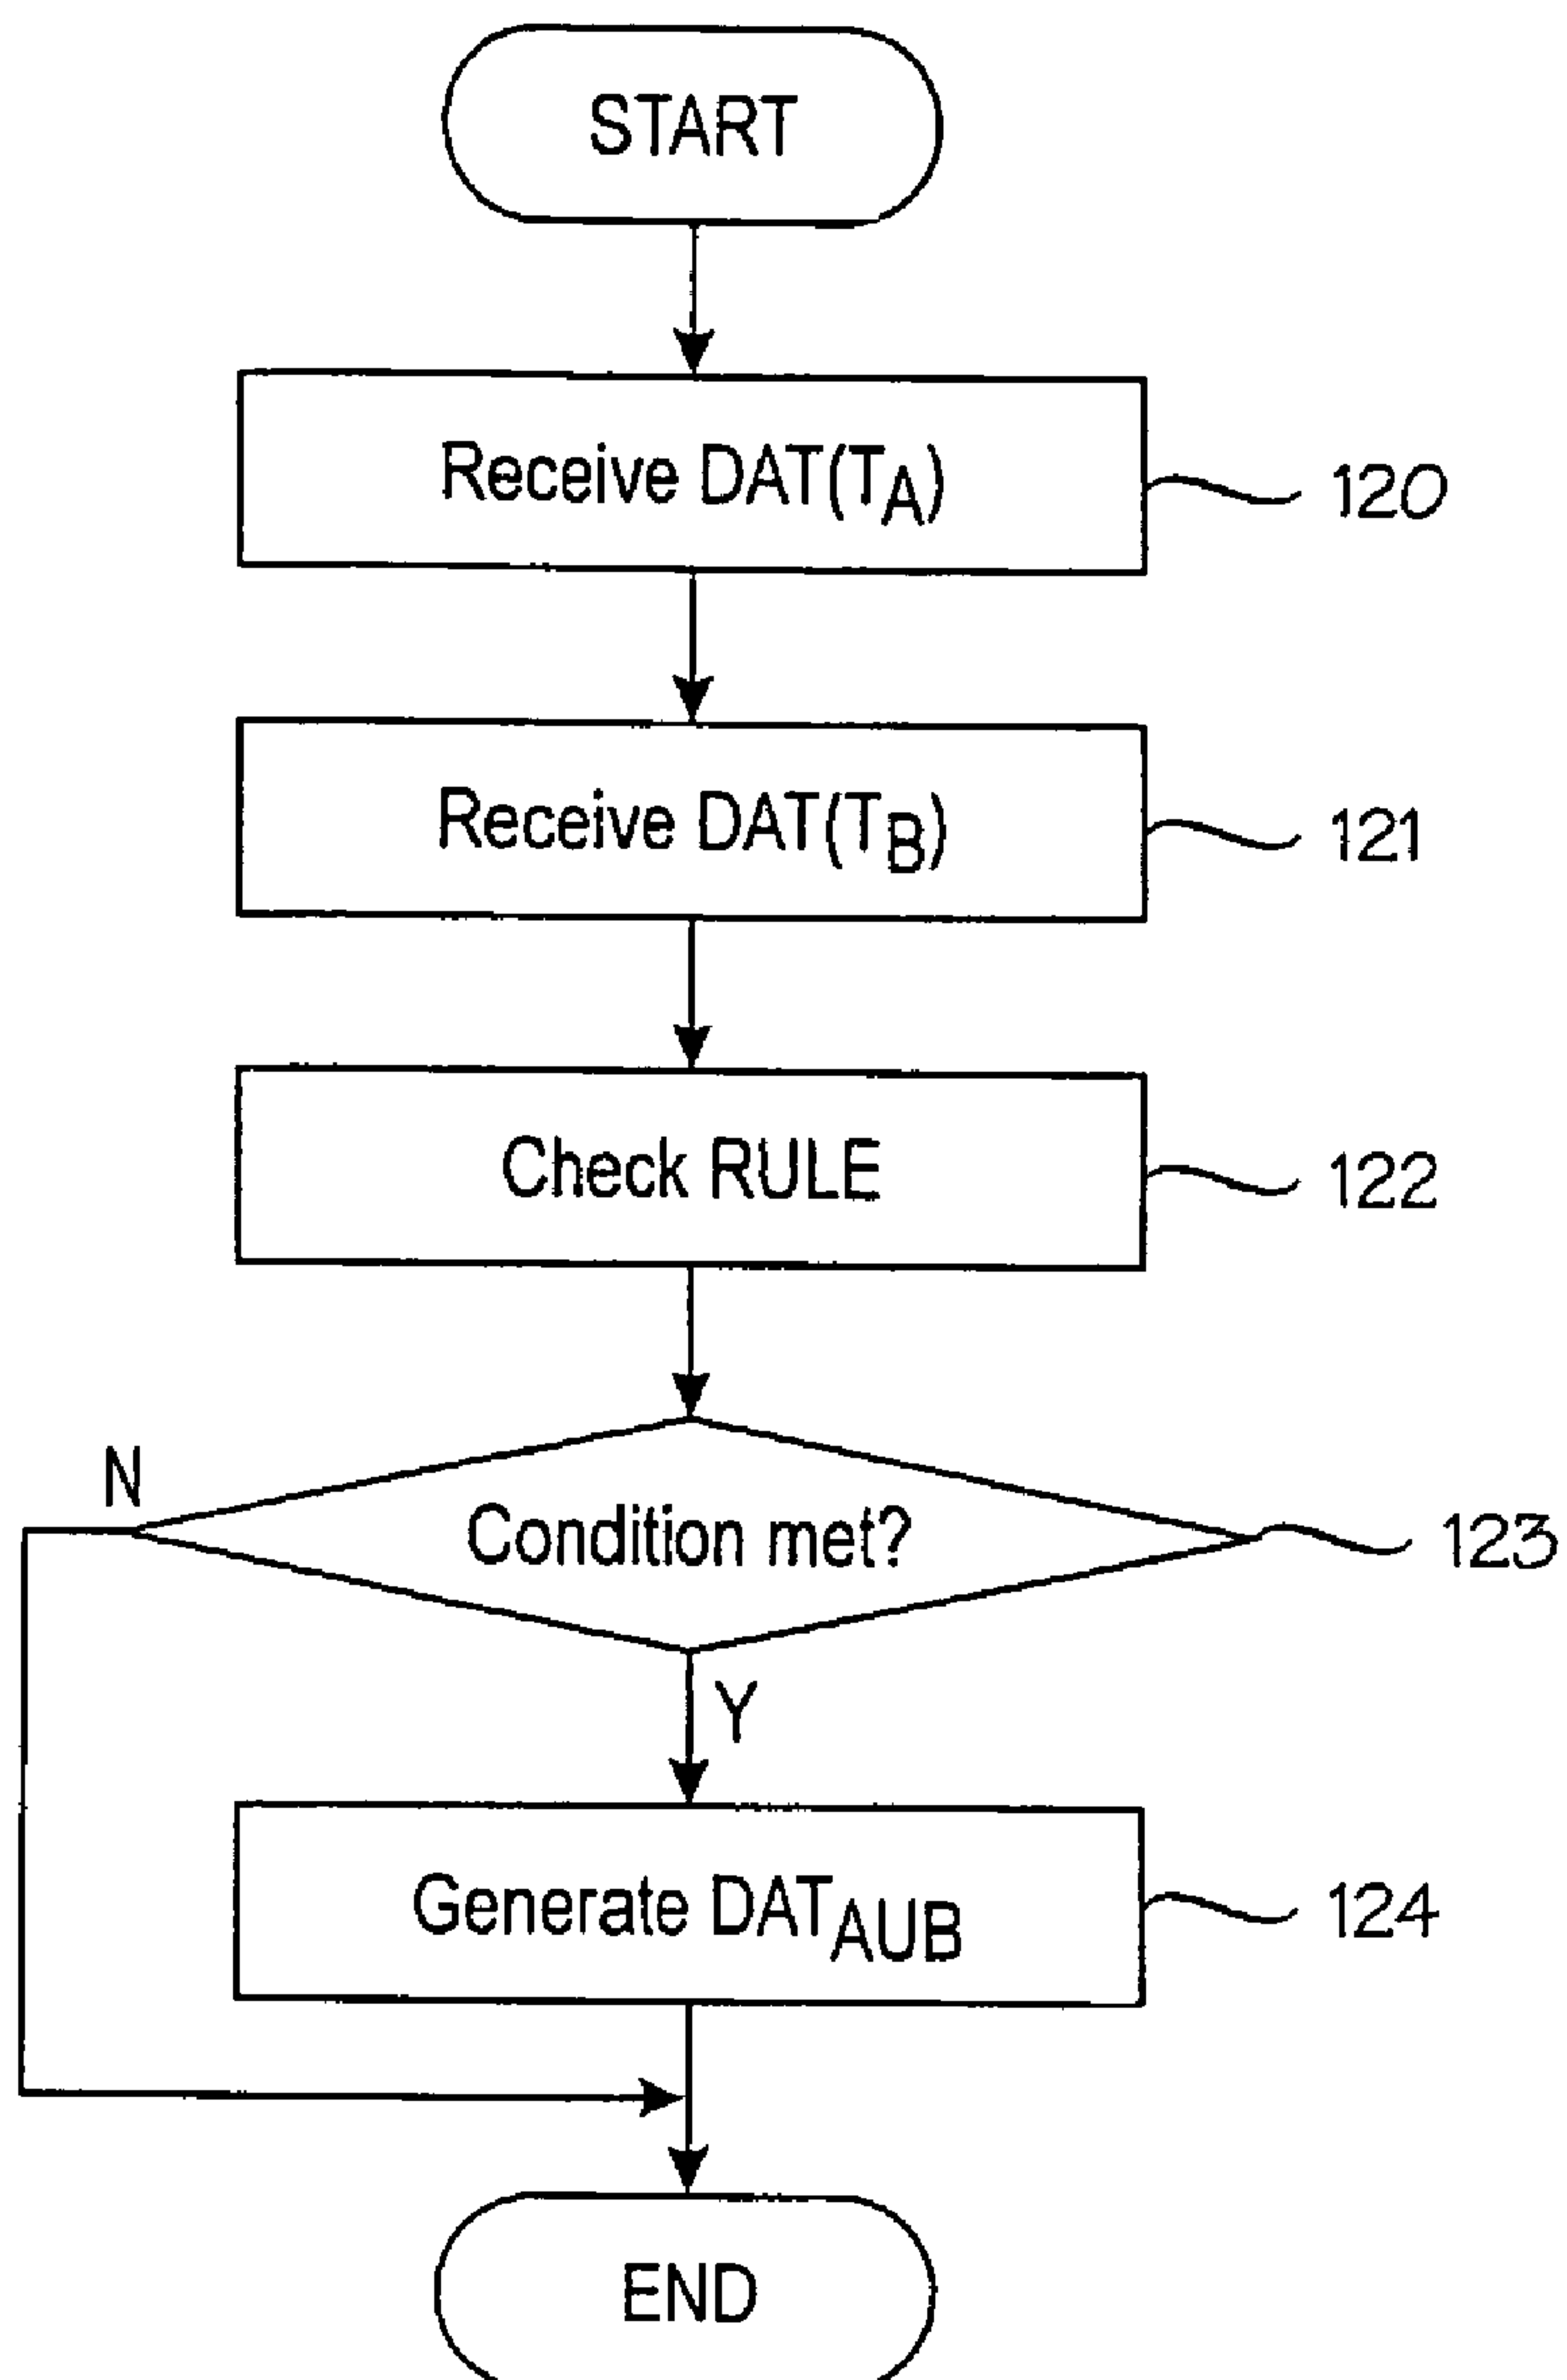 START
Receive DAT(TA) 120
Receive DAT(TB) 121
Check RULE 122
N
Condition met? 123
Y
Generate DATAUB 124
END